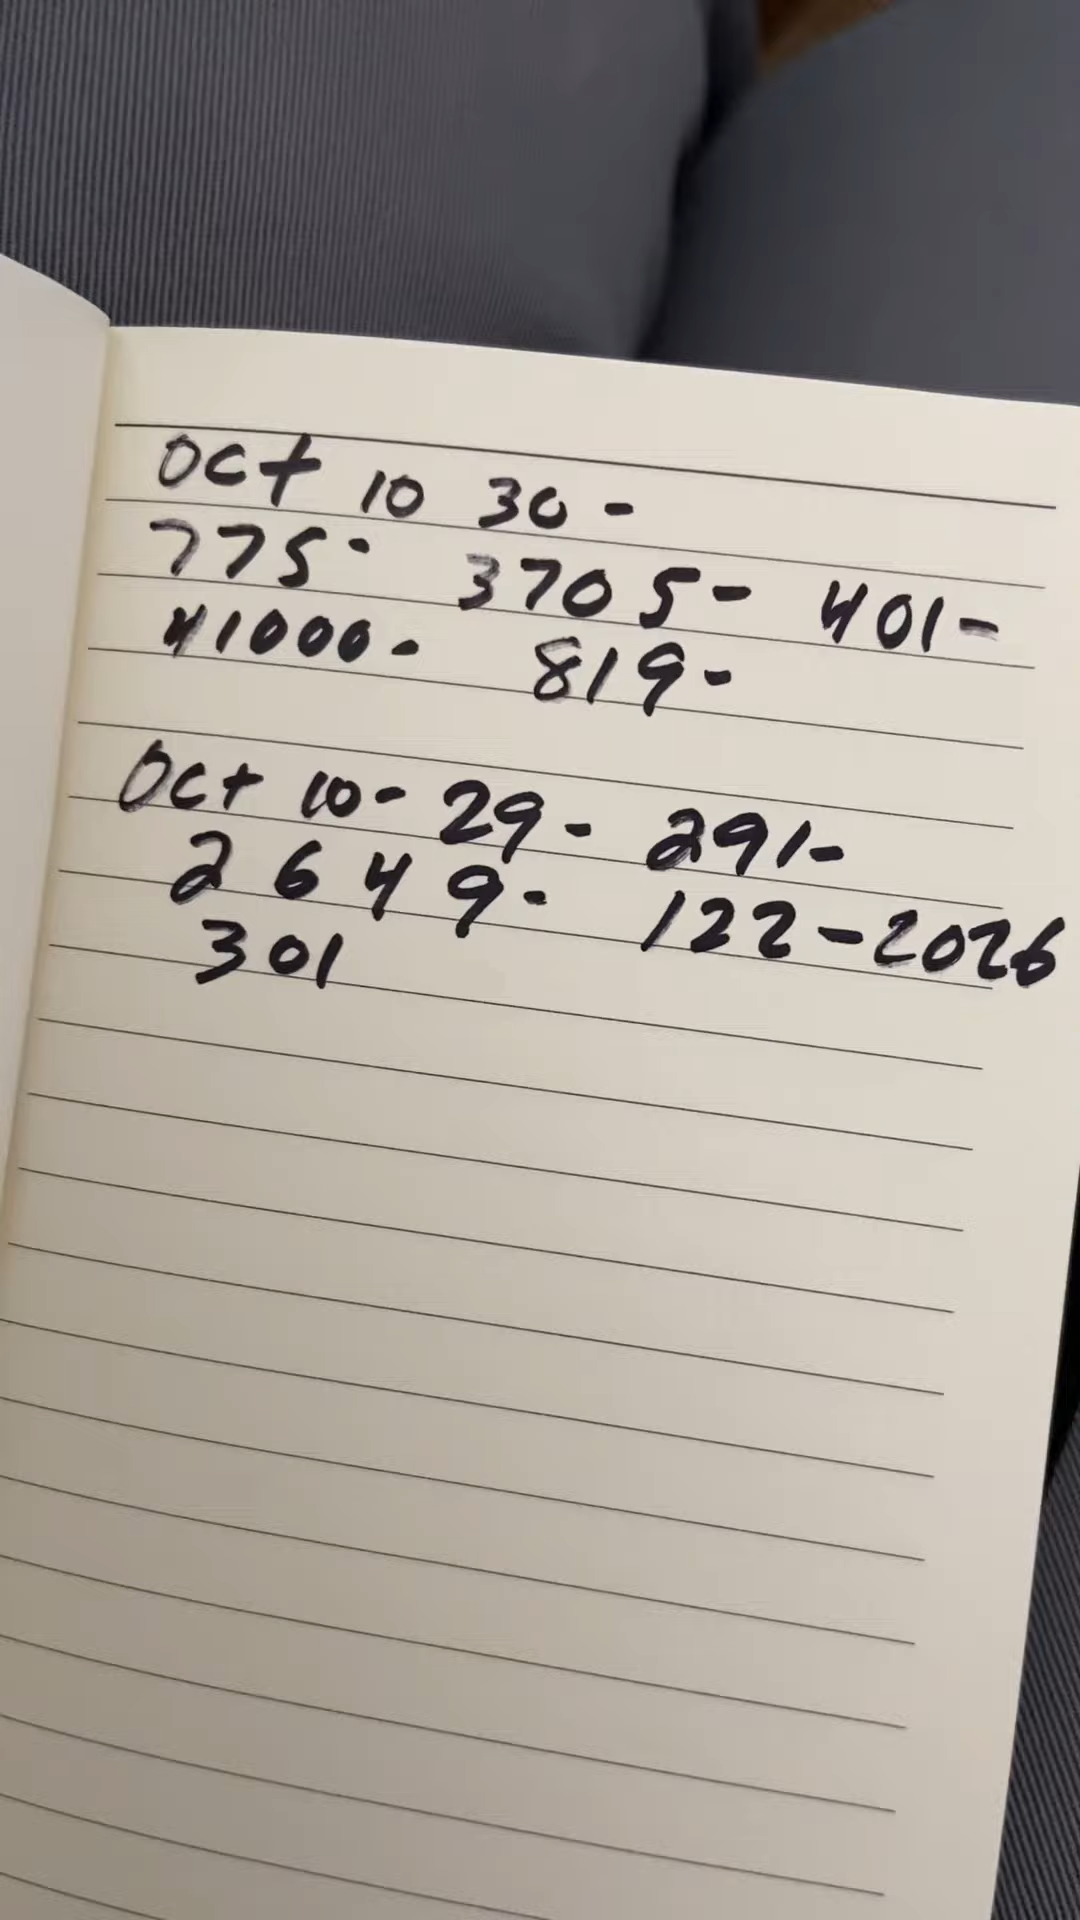 Oct 10 30-
775- 3705- 401-
41000- 819-
Oct 10- 29- 291-
2649- 122-2026
301